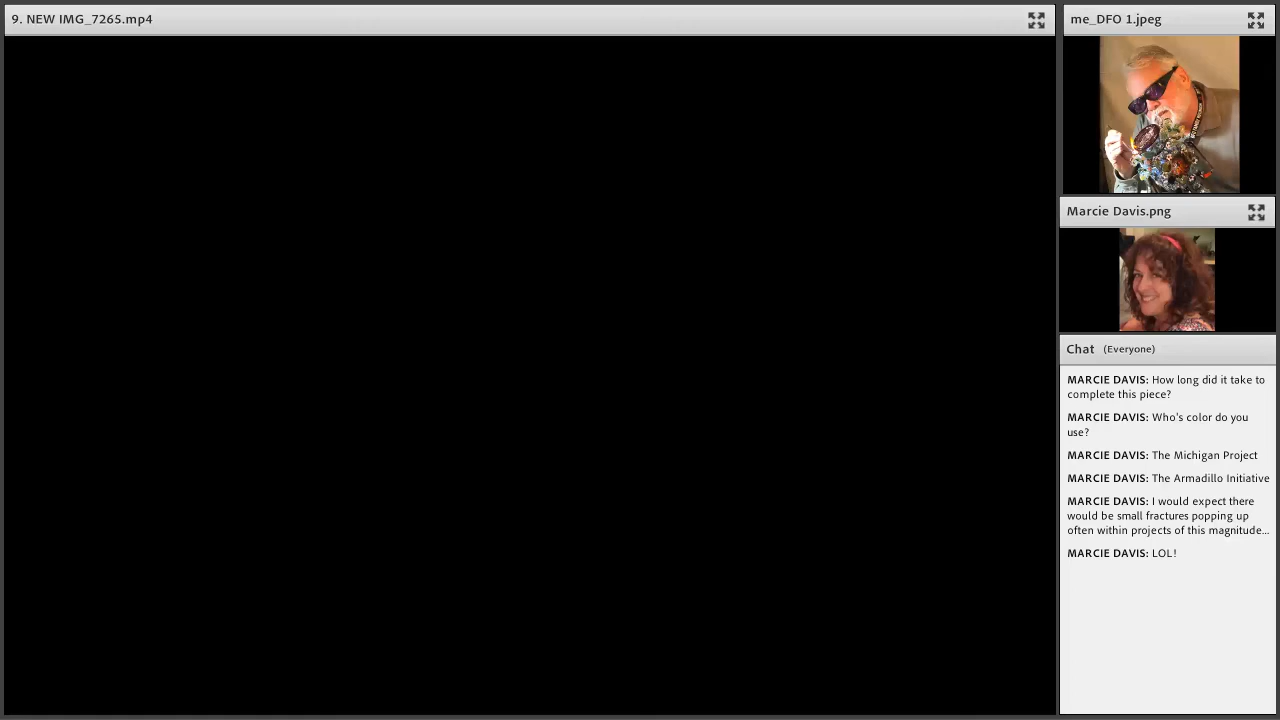 9. NEW IMG_7265.mp4
me_DFO 1.jpeg
Marcie Davis.png
Chat (Everyone)
MARCIE DAVIS: How long did it take to
complete this piece?
MARCIE DAVIS: Who's color do you
use?
MARCIE DAVIS: The Michigan Project
MARCIE DAVIS: The Armadillo Initiative
MARCIE DAVIS: I would expect there
would be small fractures popping up
often within projects of this magnitude...
MARCIE DAVIS: LOL!